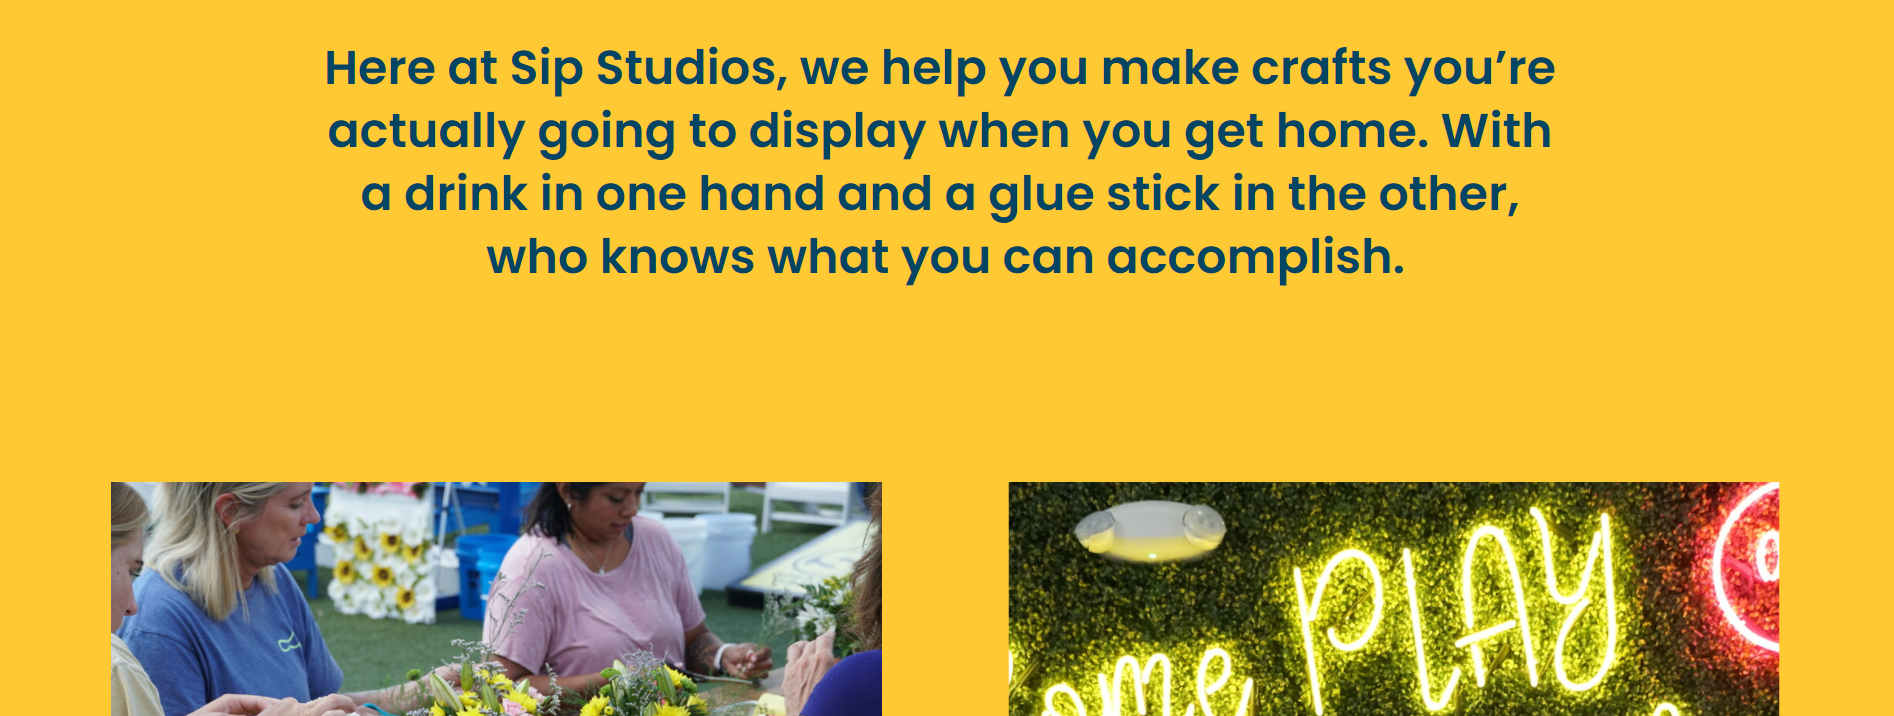 Here at Sip Studios, we help you make crafts you’re
actually going to display when you get home. With
a drink in one hand and a glue stick in the other,
who knows what you can accomplish.
ome PLAY